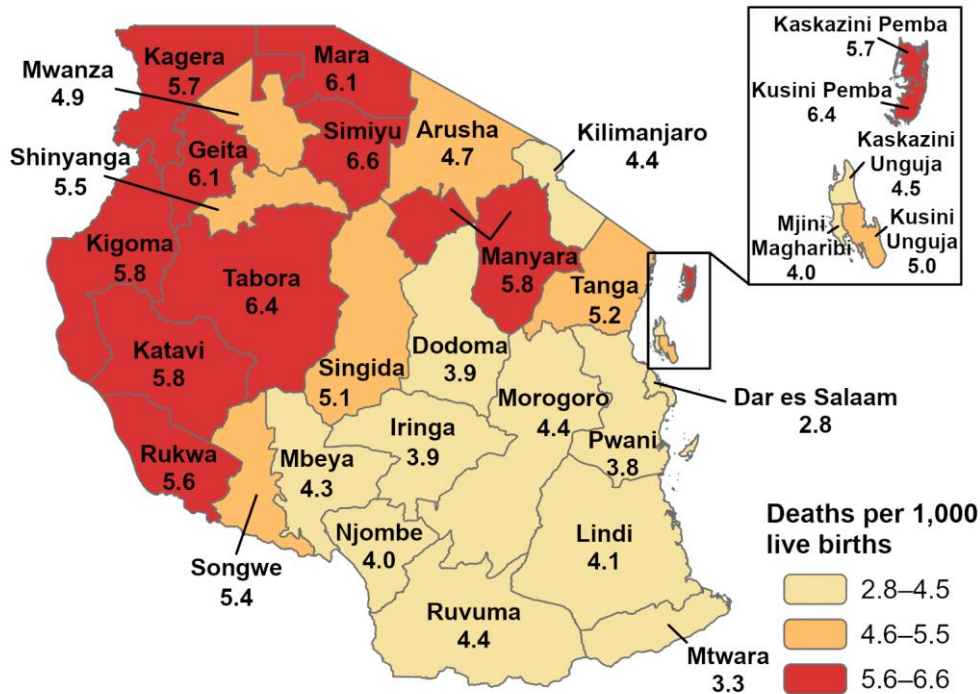 Kagera
5.7
Mara
6.1
Mwanza
4.9
Geita
6.1
Simiyu
6.6
Arusha
4.7
Kilimanjaro
4.4
Shinyanga
5.5
Kigoma
5.8
Tabora
6.4
Manyara
5.8
Tanga
5.2
Katavi
5.8
Singida
5.1
Dodoma
3.9
Morogoro
4.4
Dar es Salaam
2.8
Rukwa
5.6
Mbeya
4.3
Iringa
3.9
Pwani
3.8
Songwe
5.4
Njombe
4.0
Lindi
4.1
Ruvuma
4.4
Mtwara
3.3
Kaskazini Pemba
5.7
Kusini Pemba
6.4
Kaskazini
Unguja
4.5
Mjini
Magharibi
4.0
Kusini
Unguja
5.0
Deaths per 1,000
live births
2.8–4.5
4.6–5.5
5.6–6.6